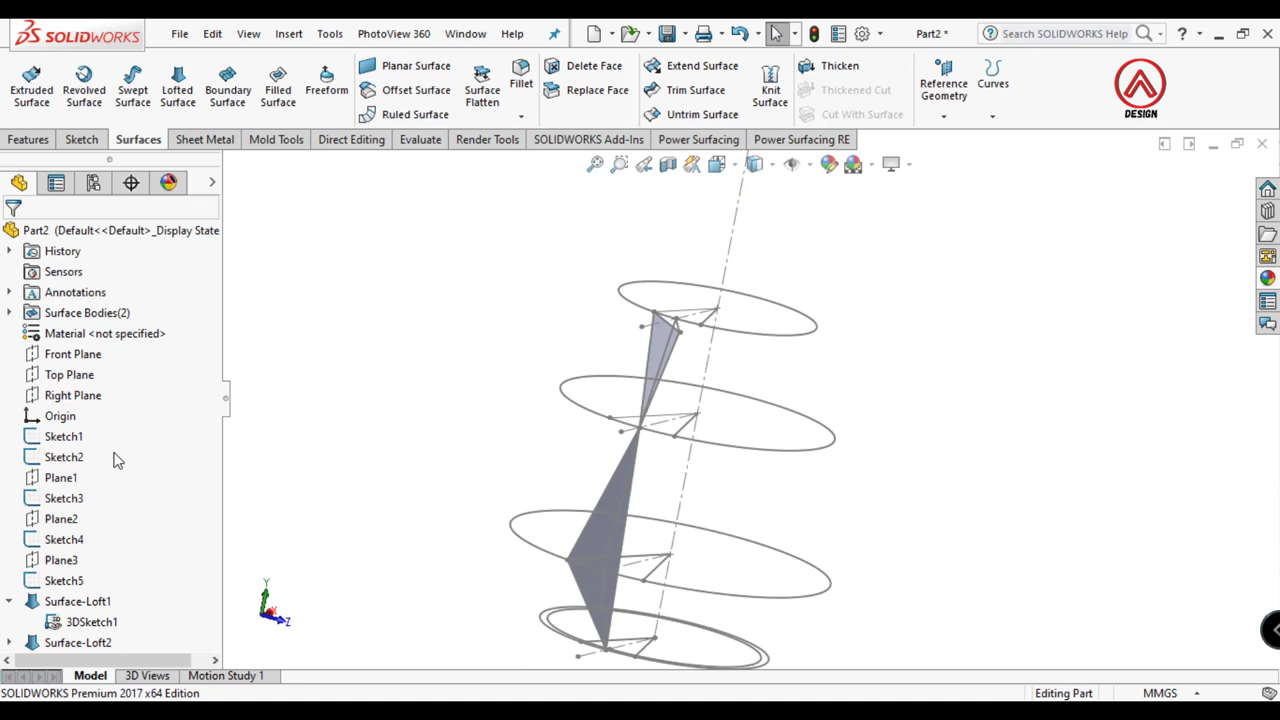 SOLIDWORKS File Edit View Insert Tools PhotoView 360 Window Help Part2 * Search SOLIDWORKS Help ?
Extruded Surface Revolved Surface Swept Surface Lofted Surface Boundary Surface Filled Surface Freeform Planar Surface Offset Surface Ruled Surface Surface Flatten Fillet Delete Face Replace Face Extend Surface Trim Surface Untrim Surface Knit Surface Thicken Thickened Cut Cut With Surface Reference Geometry Curves
DESIGN
Features Sketch Surfaces Sheet Metal Mold Tools Direct Editing Evaluate Render Tools SOLIDWORKS Add-Ins Power Surfacing Power Surfacing RE
Part2 (Default<<Default>_Display State
History
Sensors
Annotations
Surface Bodies(2)
Material <not specified>
Front Plane
Top Plane
Right Plane
Origin
Sketch1
Sketch2
Plane1
Sketch3
Plane2
Sketch4
Plane3
Sketch5
Surface-Loft1
3DSketch1
Surface-Loft2
Y
X
Z
Model 3D Views Motion Study 1
SOLIDWORKS Premium 2017 x64 Edition Editing Part MMGS